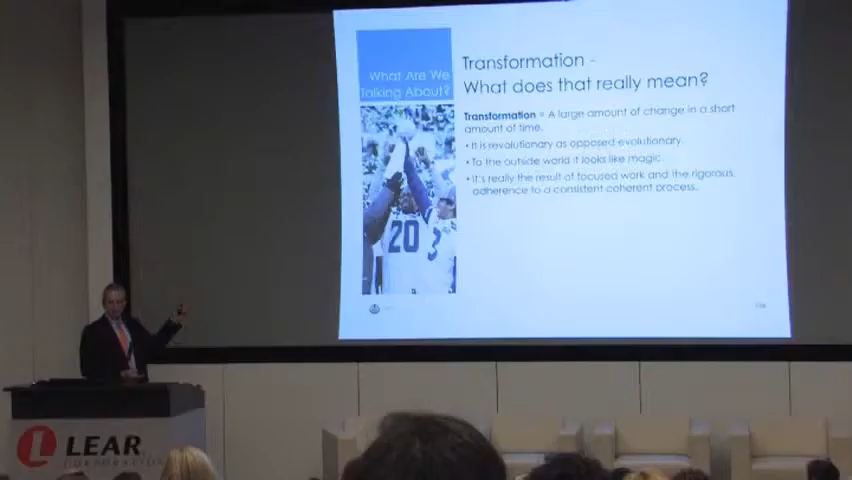 What Are We
Talking About?
Transformation -
What does that really mean?
Transformation = A large amount of change in a short
amount of time.
• It is revolutionary as opposed evolutionary.
• To the outside world it looks like magic.
• It's really the result of focused work and the rigorous,
adherence to a consistent coherent process.
20
3
L LEAR
CORPORATION